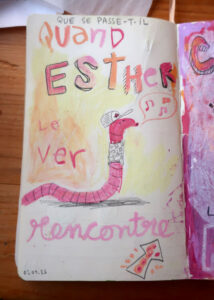 QUE SE PASSE-T-IL
QUAND
ESTHER
Le
Ver
rencontre